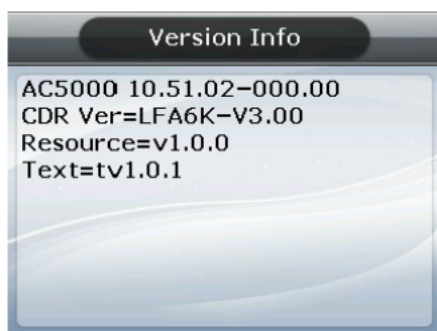 Version Info
AC5000 10.51.02-000.00
CDR Ver=LFA6K-V3.00
Resource=v1.0.0
Text=tv1.0.1